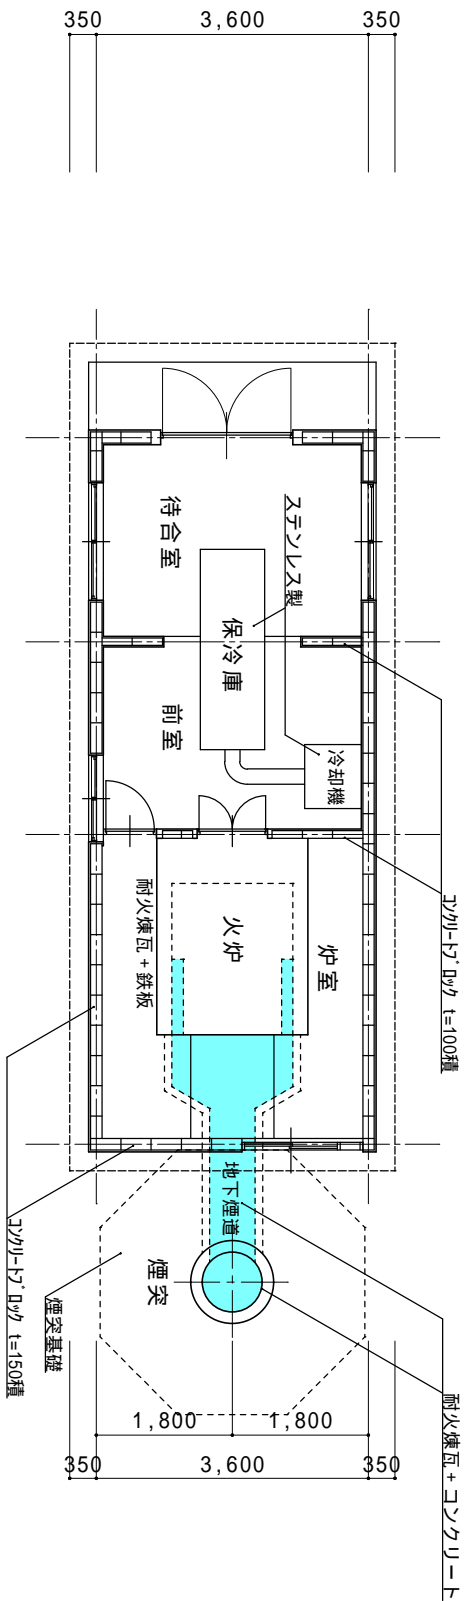 350
3,600
350
待合室
ステンレス製
保冷庫
前室
冷却機
コンクリートブロック t=100積
耐火煉瓦+鉄板
火炉
炉室
地下煙道
煙突
煙突基礎
コンクリートブロック t=150積
耐火煉瓦+コンクリート
1,800
1,800
350
3,600
350